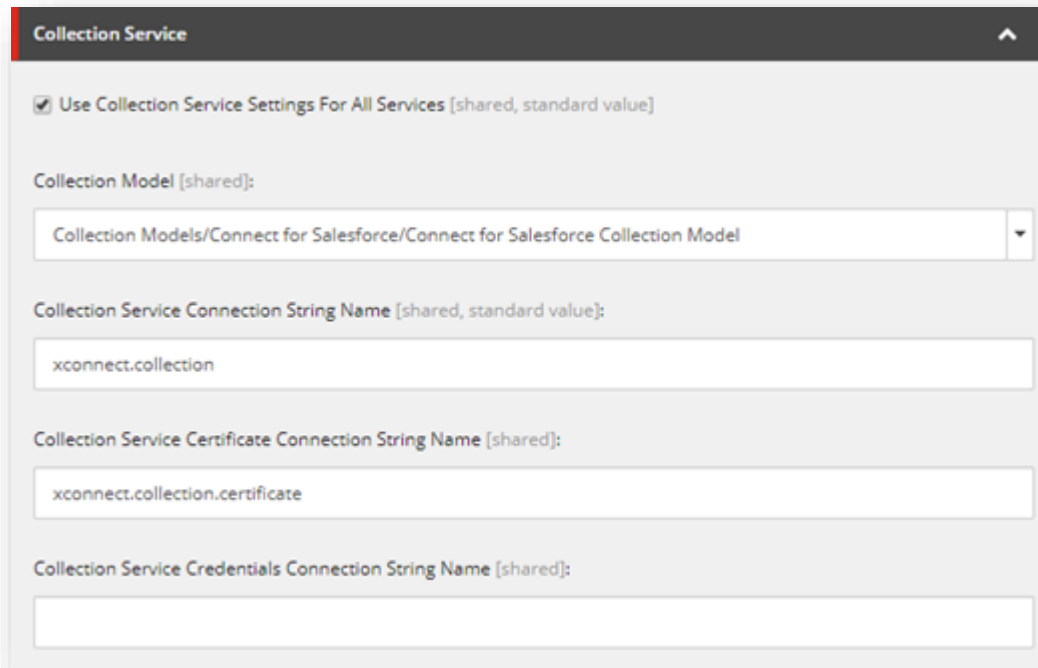 Collection Service
Use Collection Service Settings For All Services [shared, standard value]
Collection Model [shared]:
Collection Models/Connect for Salesforce/Connect for Salesforce Collection Model
Collection Service Connection String Name [shared, standard value]:
xconnect.collection
Collection Service Certificate Connection String Name [shared]:
xconnect.collection.certificate
Collection Service Credentials Connection String Name [shared]: